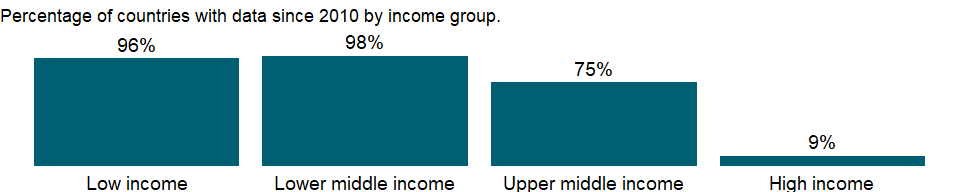 Percentage of countries with data since 2010 by income group.
96%
98%
75%
9%
Low income
Lower middle income
Upper middle income
High income